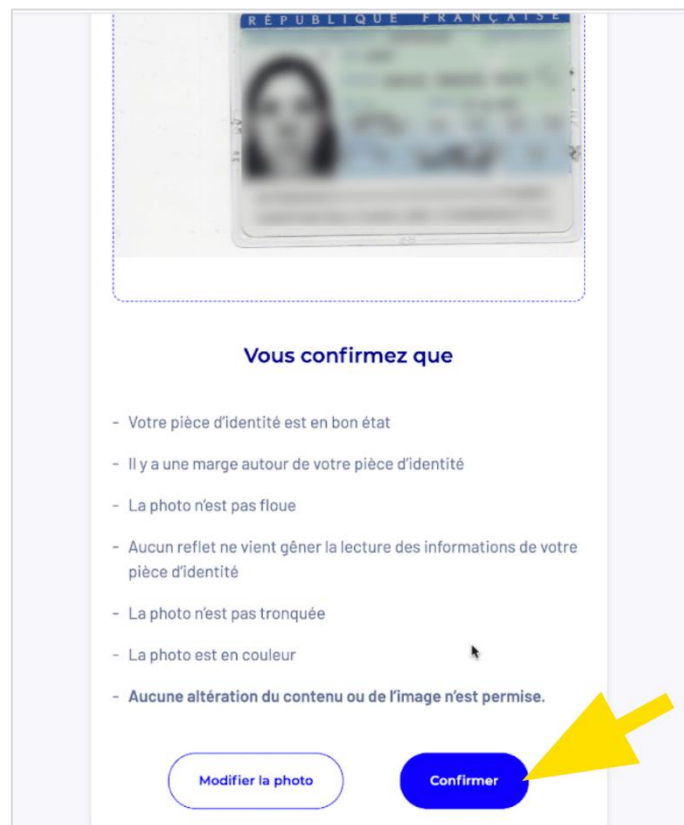 RÉPUBLIQUE FRANÇAISE
Vous confirmez que
- Votre pièce d'identité est en bon état
- Il y a une marge autour de votre pièce d'identité
- La photo n'est pas floue
- Aucun reflet ne vient gêner la lecture des informations de votre
pièce d'identité
- La photo n'est pas tronquée
- La photo est en couleur
- Aucune altération du contenu ou de l'image n'est permise.
Modifier la photo
Confirmer